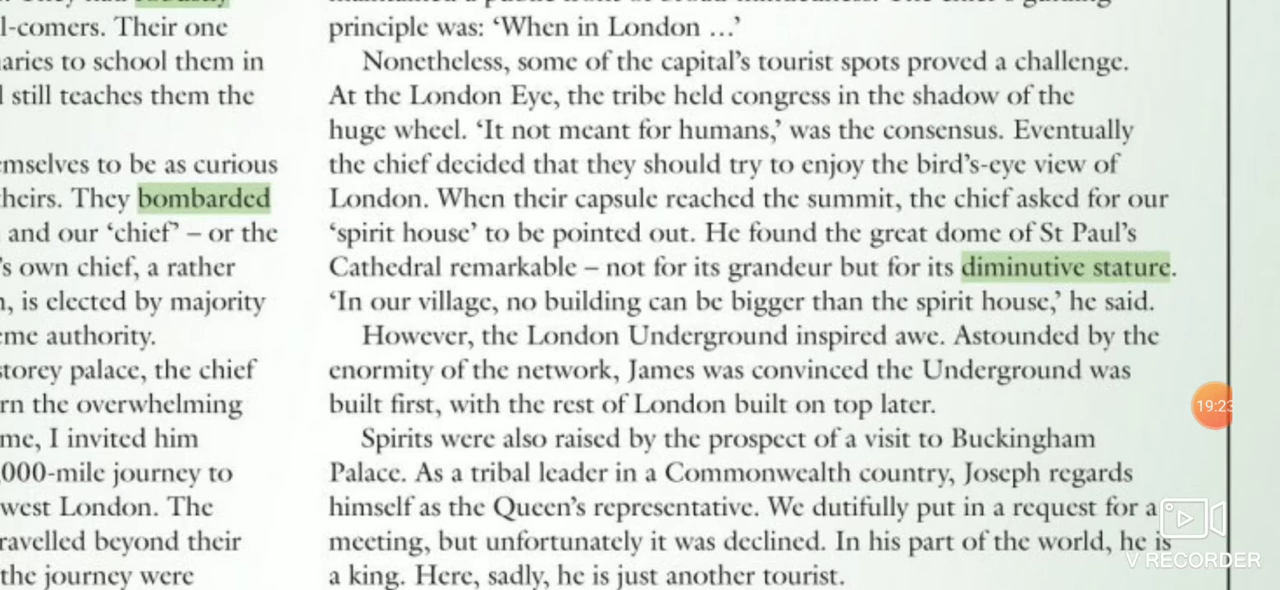 l-comers. Their one
aries to school them in
still teaches them the
emselves to be as curious
heirs. They bombarded
and our ‘chief’ – or the
’s own chief, a rather
, is elected by majority
eme authority.
storey palace, the chief
rn the overwhelming
me, I invited him
000-mile journey to
west London. The
ravelled beyond their
the journey were
principle was: ‘When in London ...’
Nonetheless, some of the capital’s tourist spots proved a challenge.
At the London Eye, the tribe held congress in the shadow of the
huge wheel. ‘It not meant for humans,’ was the consensus. Eventually
the chief decided that they should try to enjoy the bird’s-eye view of
London. When their capsule reached the summit, the chief asked for our
‘spirit house’ to be pointed out. He found the great dome of St Paul’s
Cathedral remarkable – not for its grandeur but for its diminutive stature.
‘In our village, no building can be bigger than the spirit house,’ he said.
However, the London Underground inspired awe. Astounded by the
enormity of the network, James was convinced the Underground was
built first, with the rest of London built on top later.
Spirits were also raised by the prospect of a visit to Buckingham
Palace. As a tribal leader in a Commonwealth country, Joseph regards
himself as the Queen’s representative. We dutifully put in a request for a
meeting, but unfortunately it was declined. In his part of the world, he is
a king. Here, sadly, he is just another tourist.
19:23
V RECORDER